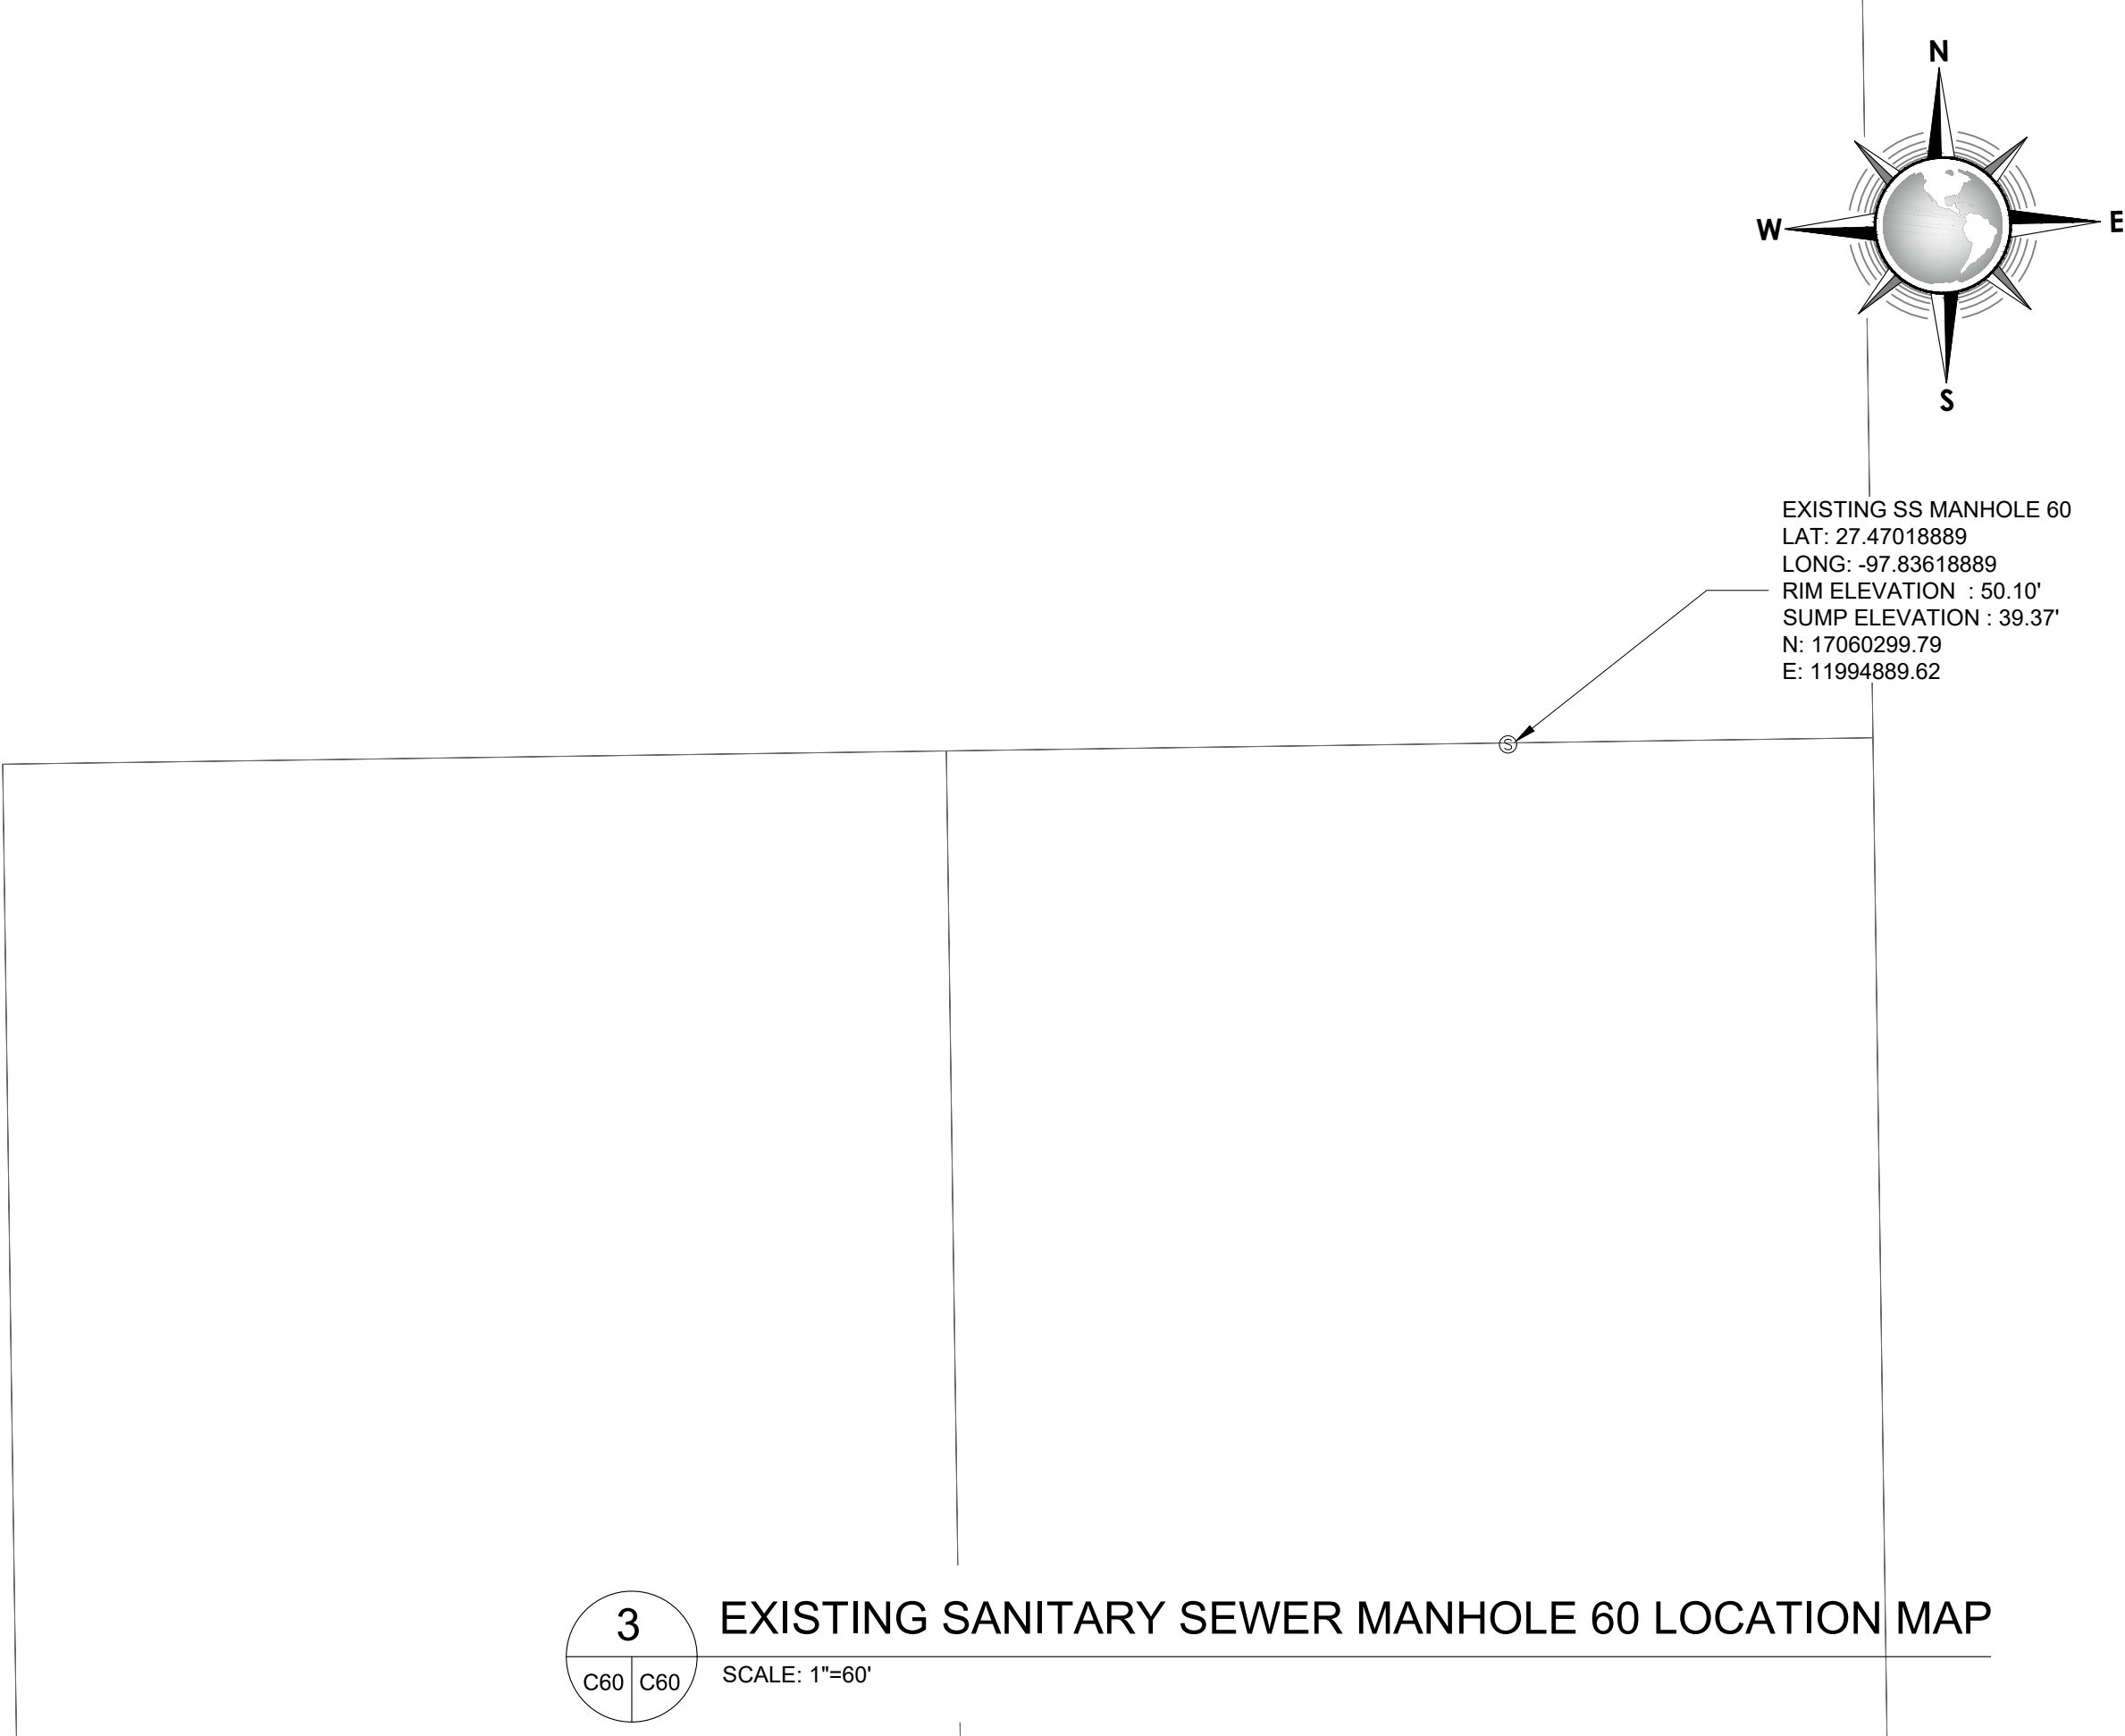 N
W
E
S
EXISTING SS MANHOLE 60
LAT: 27.47018889
LONG: -97.83618889
RIM ELEVATION : 50.10'
SUMP ELEVATION : 39.37'
N: 17060299.79
E: 11994889.62
S
3
EXISTING SANITARY SEWER MANHOLE 60 LOCATION MAP
C60 C60
SCALE: 1"=60'